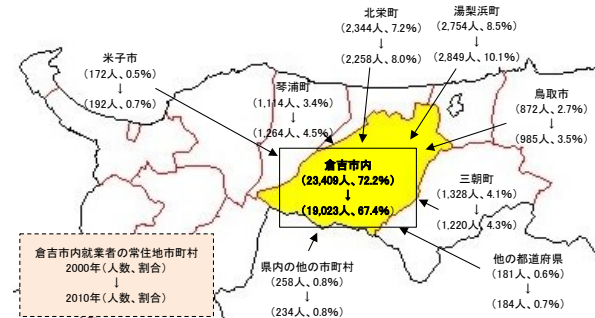 北栄町
(2,344人、7.2%)
↓
(2,258人、8.0%)
湯梨浜町
(2,754人、8.5%)
↓
(2,849人、10.1%)
米子市
(172人、0.5%)
↓
(192人、0.7%)
琴浦町
(1,114人、3.4%)
↓
(1,264人、4.5%)
鳥取市
(872人、2.7%)
↓
(985人、3.5%)
倉吉市内
(23,409人、72.2%)
↓
(19,023人、67.4%)
三朝町
(1,328人、4.1%)
↓
(1,220人、4.3%)
倉吉市内就業者の常住地市町村
2000年(人数、割合)
↓
2010年(人数、割合)
県内の他の市町村
(258人、0.8%)
↓
(234人、0.8%)
他の都道府県
(181人、0.6%)
↓
(184人、0.7%)